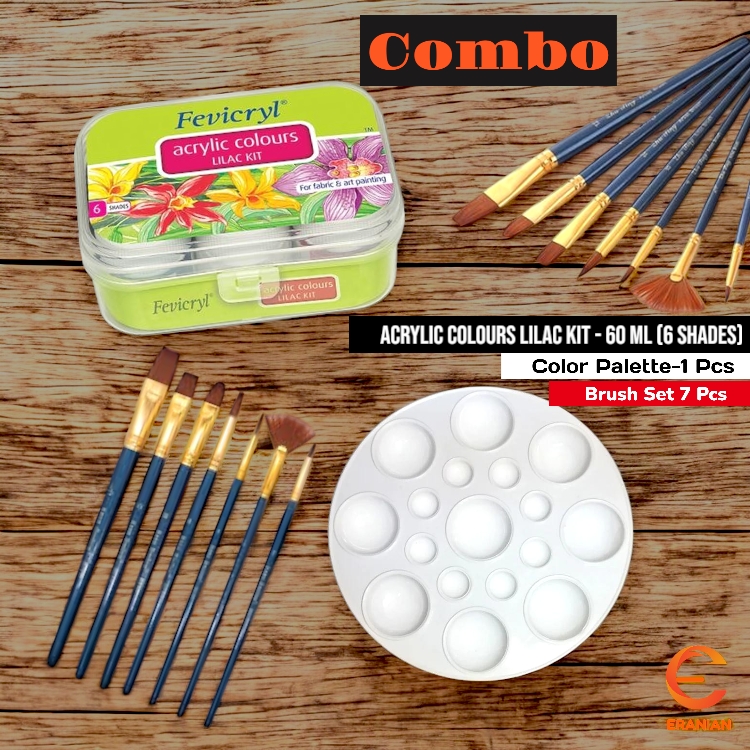 Combo
Fevicryl®
acrylic colours
LILAC KIT
TM
For fabric & art painting
6 SHADES
Fevicryl®
acrylic colours
LILAC KIT
ACRYLIC COLOURS LILAC KIT - 60 ML (6 SHADES)
Color Palette-1 Pcs
Brush Set 7 Pcs
ERANIAN